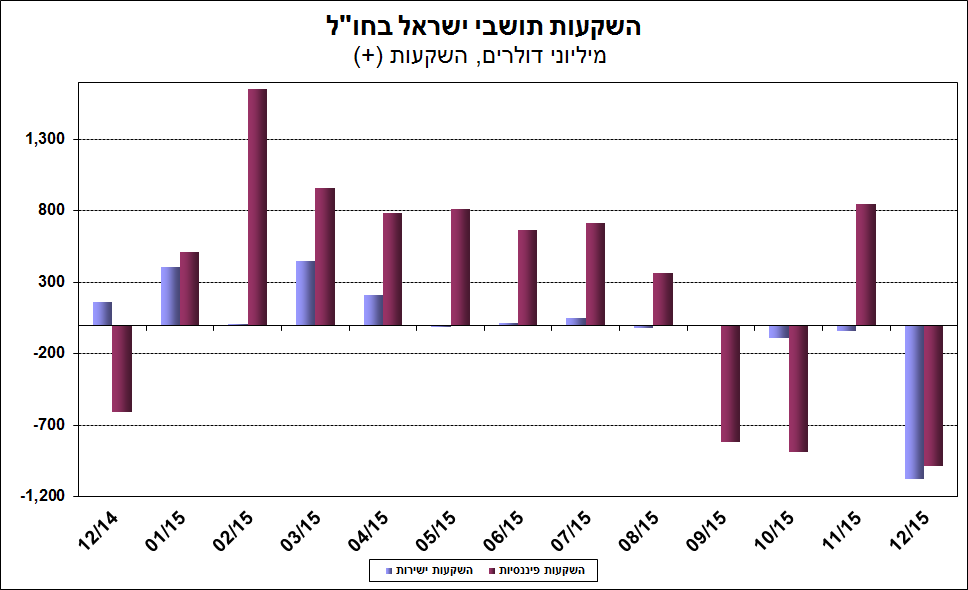 השקעות תושבי ישראל בחו"ל
מיליוני דולרים, השקעות (+)
1,300
800
300
-200
-700
-1,200
12/14 01/15 02/15 03/15 04/15 05/15 06/15 07/15 08/15 09/15 10/15 11/15 12/15
השקעות פיננסיות השקעות ישירות